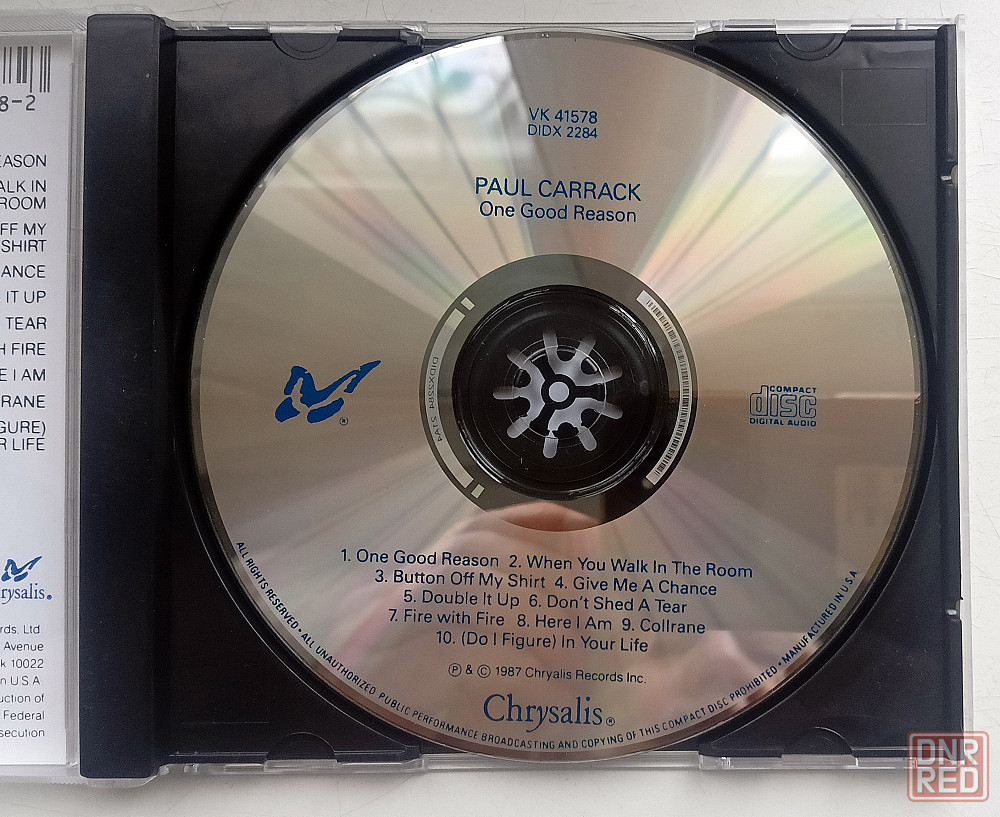 8-2
EASON
ALK IN
ROOM
FF MY
SHIRT
ANCE
IT UP
TEAR
H FIRE
E I AM
RANE
GURE)
R LIFE
rysalis®
rds, Ltd.
Avenue
k 10022
n U.S.A.
uction of
Federal
secution
VK 41578
DIDX 2284
PAUL CARRACK
One Good Reason
®
COMPACT
disc
DIGITAL AUDIO
1. One Good Reason 2. When You Walk In The Room
3. Button Off My Shirt 4. Give Me A Chance
5. Double It Up 6. Don't Shed A Tear
7. Fire with Fire 8. Here I Am 9. Collrane
10. (Do I Figure) In Your Life
℗ & © 1987 Chryalis Records Inc.
Chrysalis®
ALL RIGHTS RESERVED • ALL UNAUTHORIZED PUBLIC PERFORMANCE BROADCASTING AND COPYING OF THIS COMPACT DISC PROHIBITED • MANUFACTURED IN U.S.A.
DNR
RED